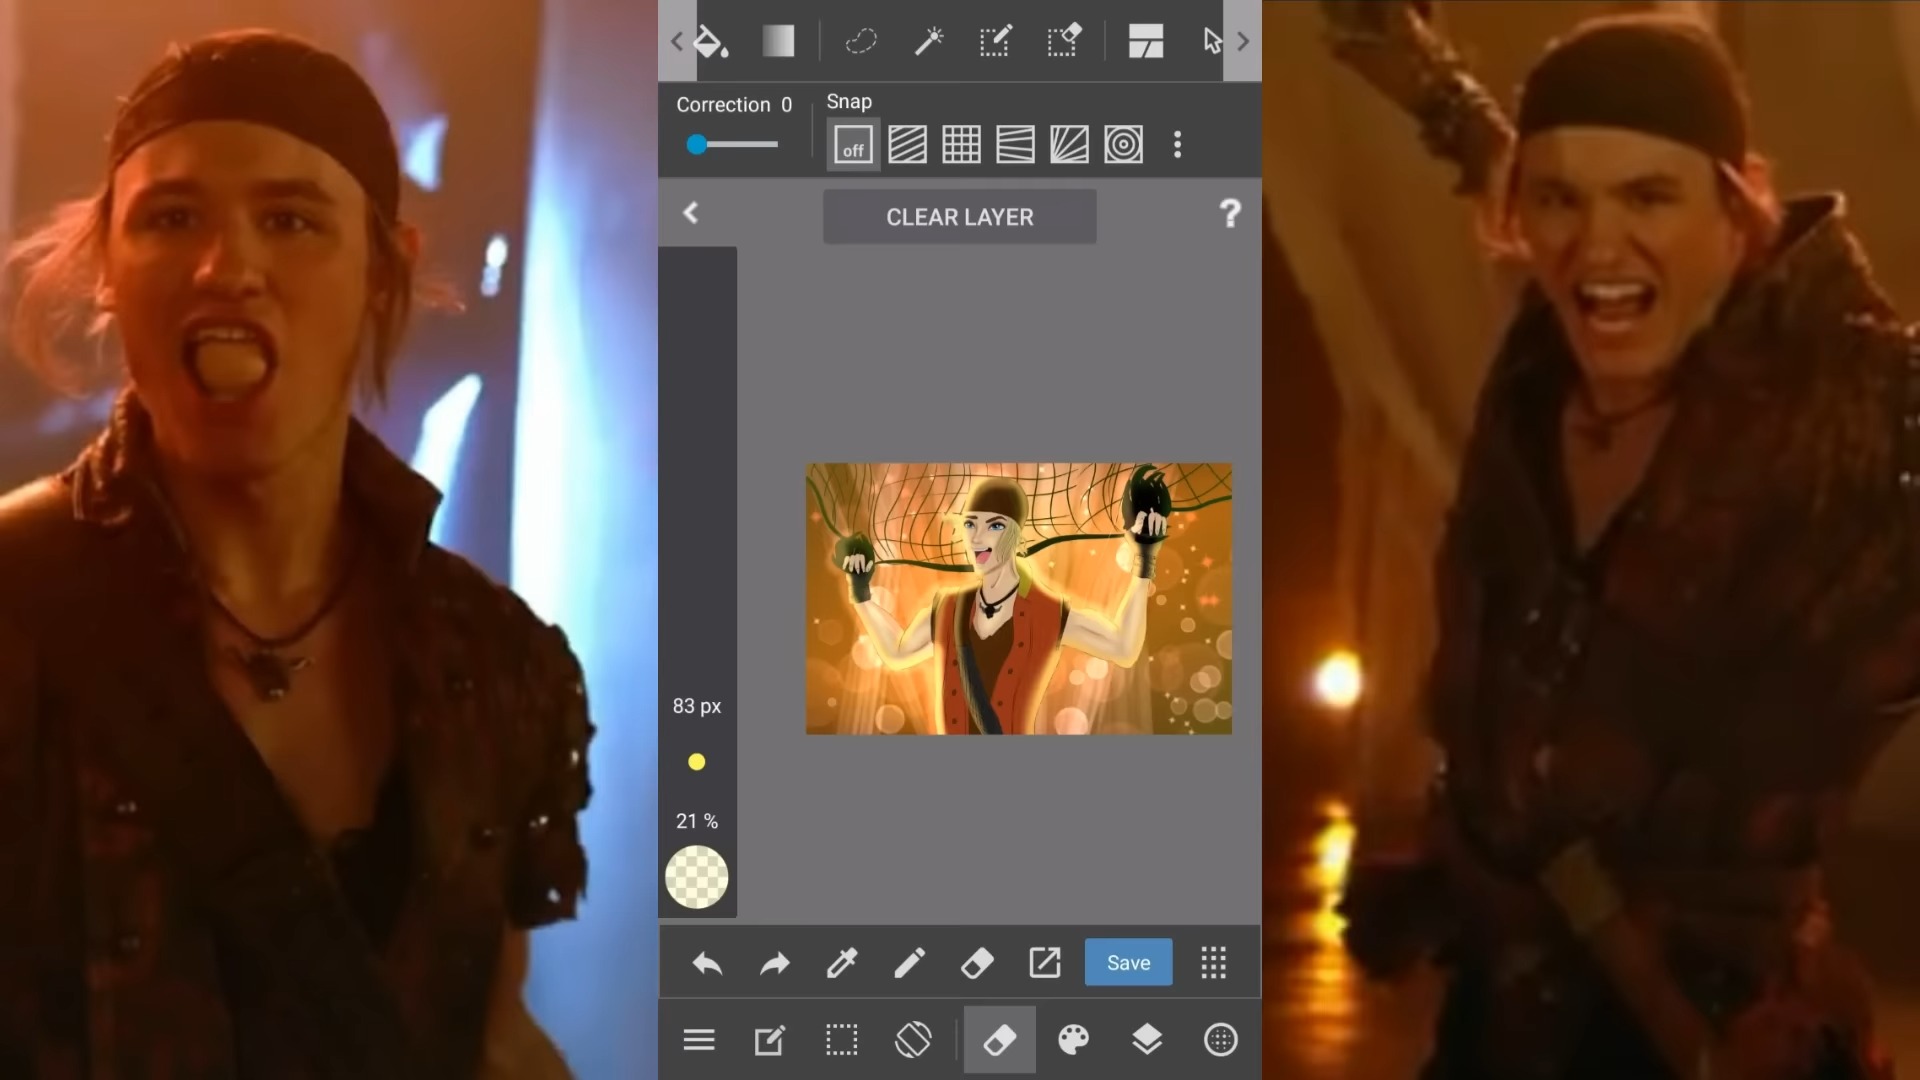 Correction 0
Snap
off
CLEAR LAYER
?
83 px
21 %
Save